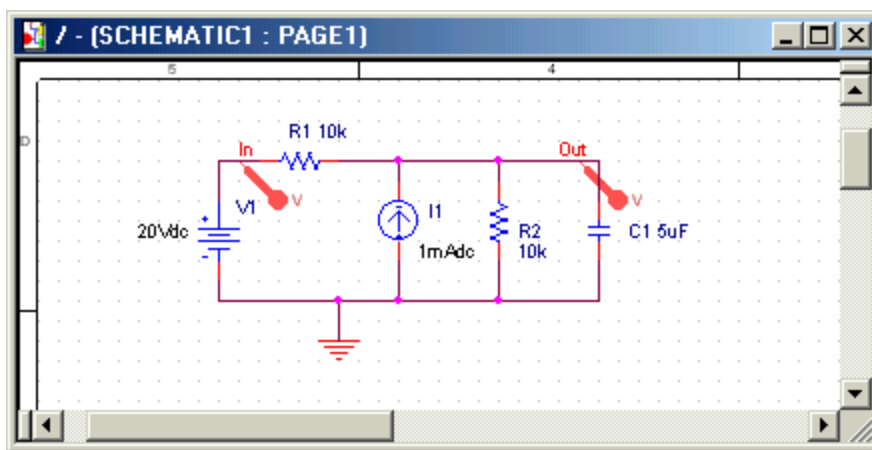 / - (SCHEMATIC1 : PAGE1)
5 4
D
R1 10k
In
Out
V
V
V1
I1
20Vdc
+
-
R2
C1 5uF
1mAdc
10k